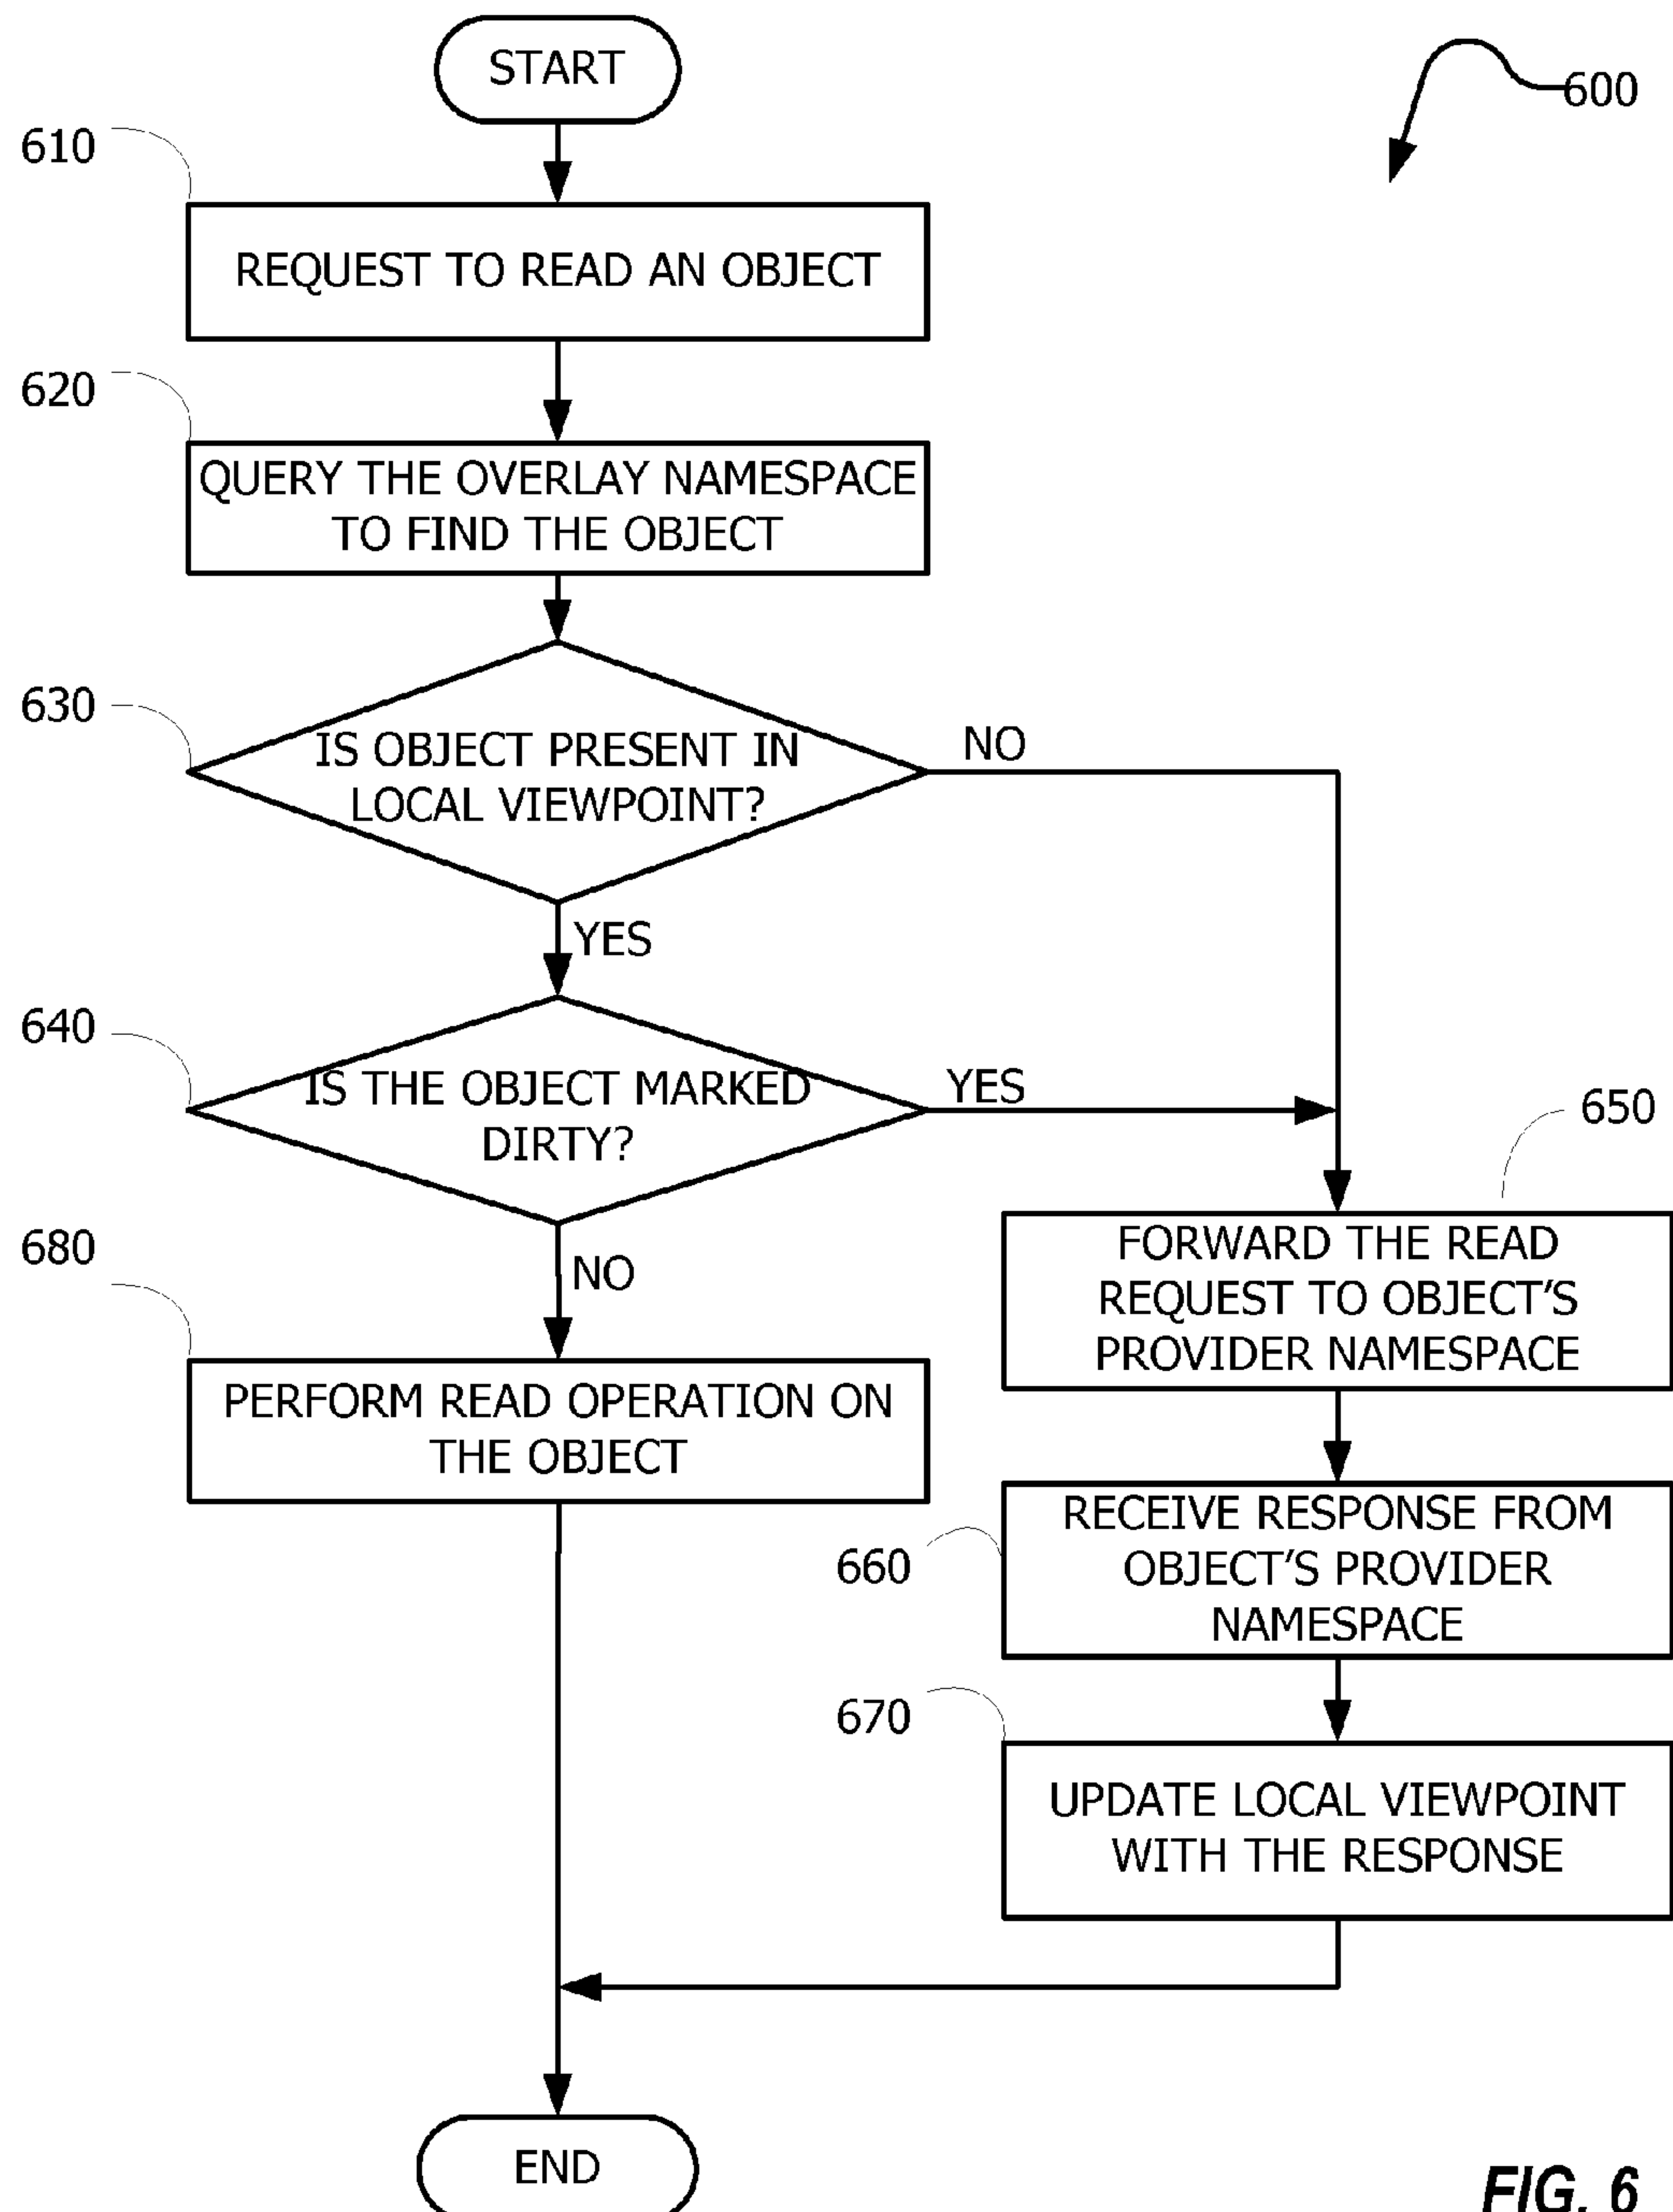 START
600
610
REQUEST TO READ AN OBJECT
620
QUERY THE OVERLAY NAMESPACE
TO FIND THE OBJECT
630
IS OBJECT PRESENT IN
LOCAL VIEWPOINT?
NO
YES
640
IS THE OBJECT MARKED
DIRTY?
YES
NO
650
FORWARD THE READ
REQUEST TO OBJECT'S
PROVIDER NAMESPACE
680
PERFORM READ OPERATION ON
THE OBJECT
660
RECEIVE RESPONSE FROM
OBJECT'S PROVIDER
NAMESPACE
670
UPDATE LOCAL VIEWPOINT
WITH THE RESPONSE
END
FIG. 6